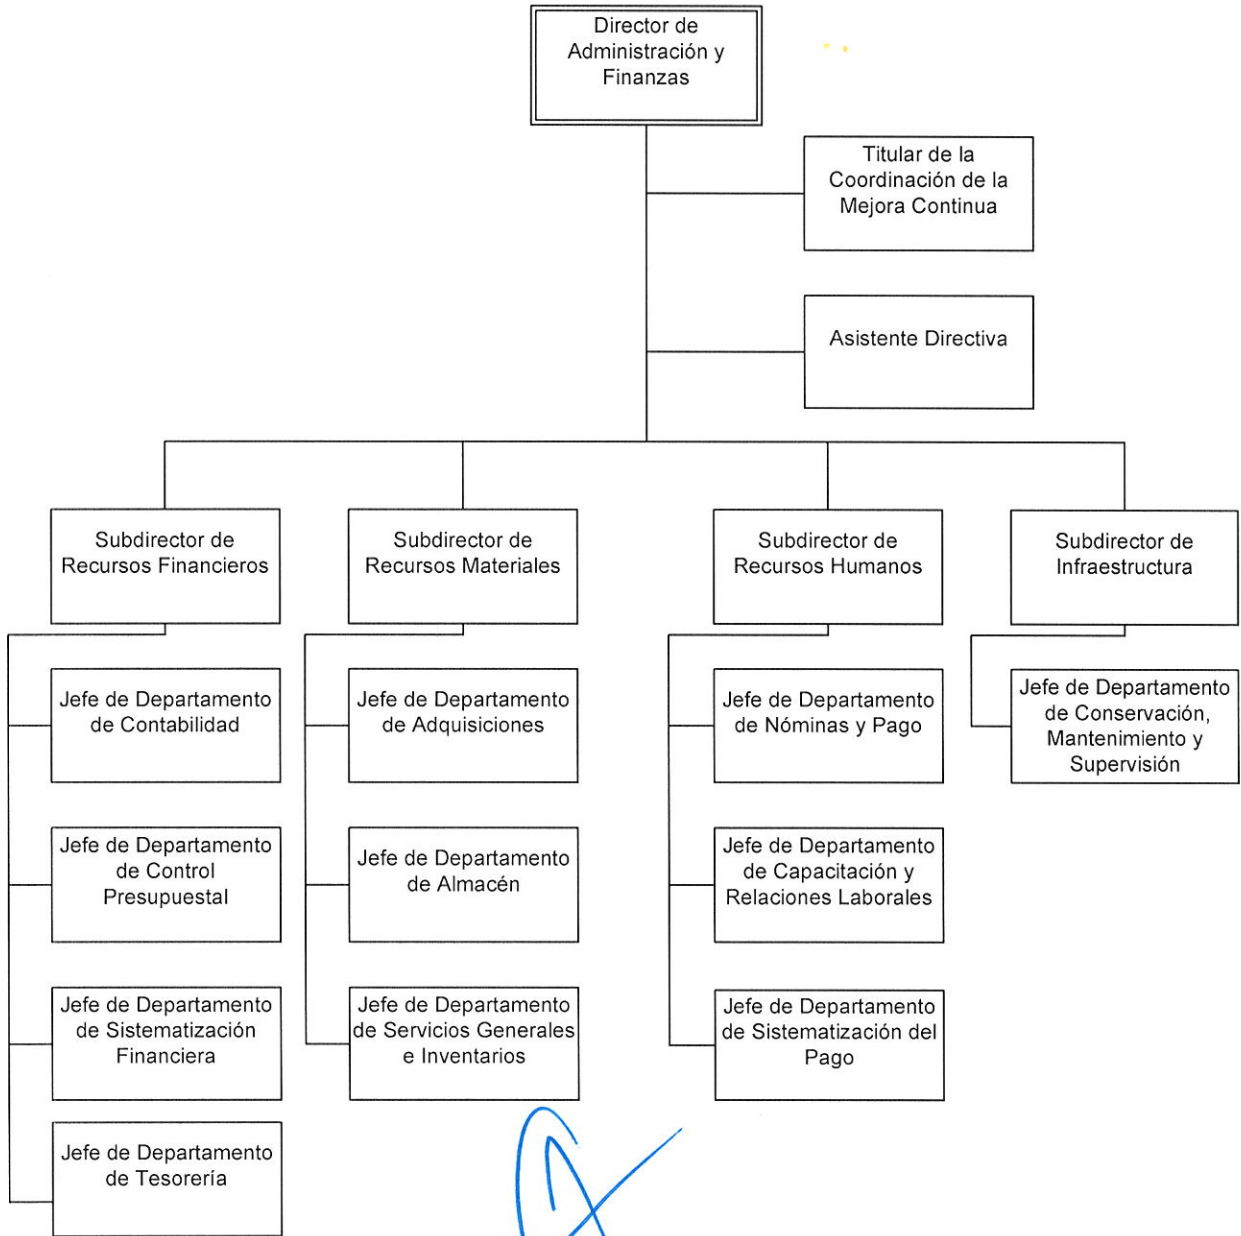 Director de
Administración y
Finanzas
Titular de la
Coordinación de la
Mejora Continua
Asistente Directiva
Subdirector de
Recursos Financieros
Subdirector de
Recursos Materiales
Subdirector de
Recursos Humanos
Subdirector de
Infraestructura
Jefe de Departamento
de Contabilidad
Jefe de Departamento
de Adquisiciones
Jefe de Departamento
de Nóminas y Pago
Jefe de Departamento
de Conservación,
Mantenimiento y
Supervisión
Jefe de Departamento
de Control
Presupuestal
Jefe de Departamento
de Almacén
Jefe de Departamento
de Capacitación y
Relaciones Laborales
Jefe de Departamento
de Sistematización
Financiera
Jefe de Departamento
de Servicios Generales
e Inventarios
Jefe de Departamento
de Sistematización del
Pago
Jefe de Departamento
de Tesorería